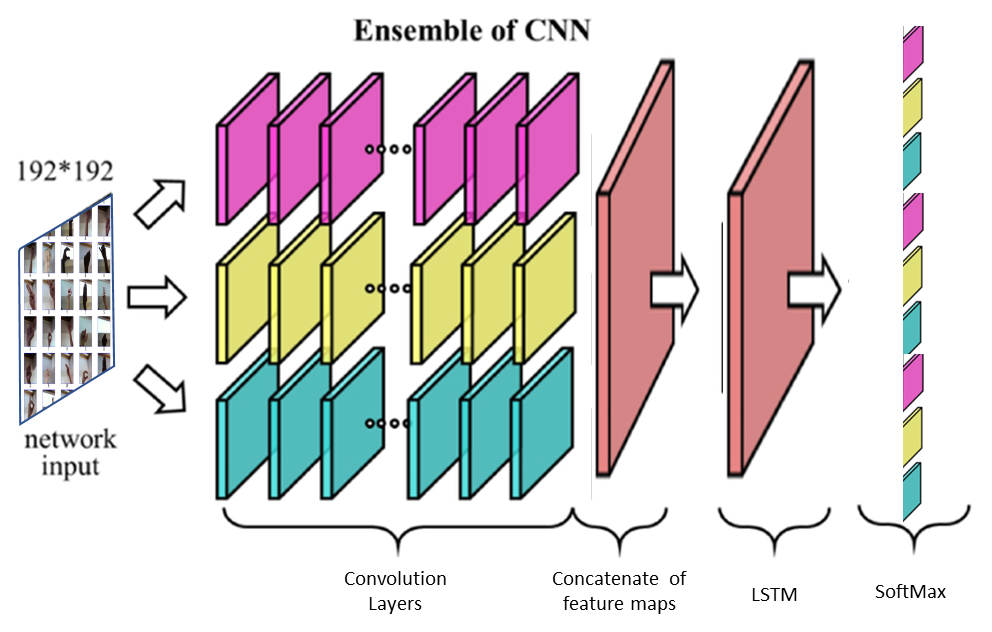 Ensemble of CNN
192*192
network
input
Convolution
Layers
Concatenate of
feature maps
LSTM
SoftMax